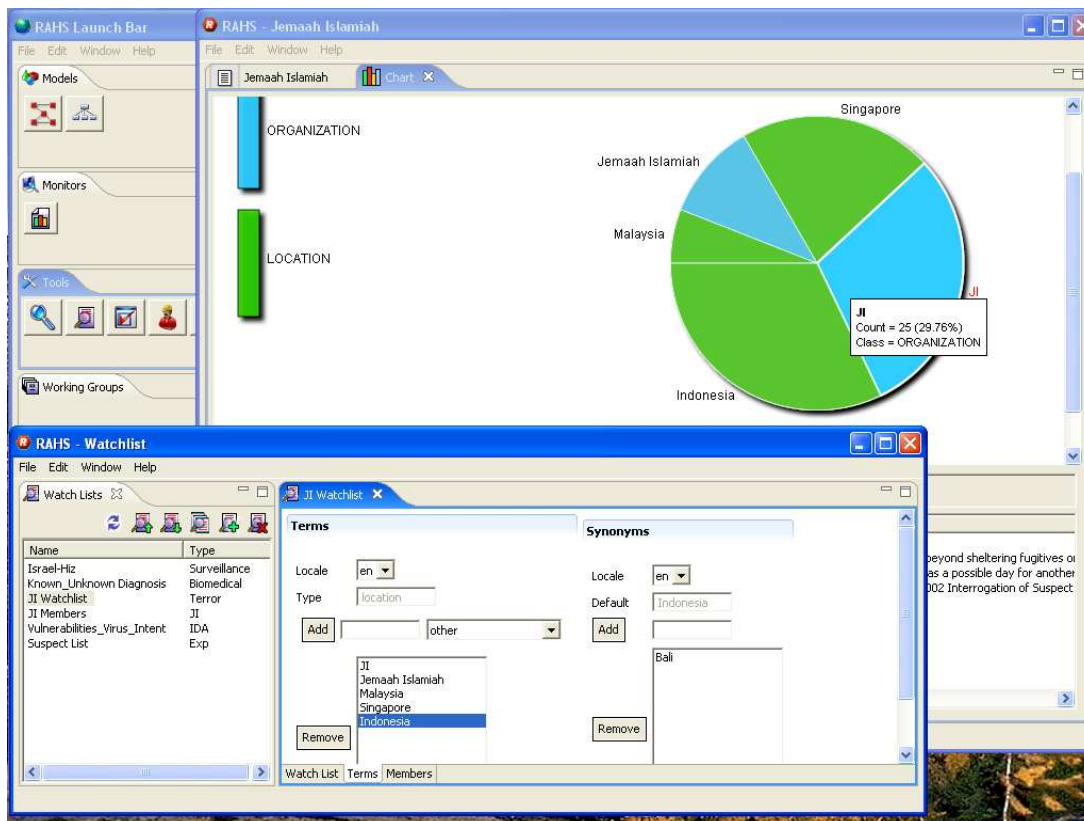 RAHS Launch Bar
File Edit Window Help
Models
Monitors
Tools
Working Groups
RAHS - Jemaah Islamiah
File Edit Window Help
Jemaah Islamiah
Chart
ORGANIZATION
LOCATION
Singapore
Jemaah Islamiah
Malaysia
JI
JI
Count = 25 (29.76%)
Class = ORGANIZATION
Indonesia
beyond sheltering fugitives
as a possible day for another
002 Interrogation of Suspect
RAHS - Watchlist
File Edit Window Help
Watch Lists
Name Type
Israel-Hiz Surveillance
Known_Unknown Diagnosis Biomedical
JI Watchlist Terror
JI Members JI
Vulnerabilities_Virus_Intent IDA
Suspect List Exp
JI Watchlist
Terms
Locale en
Type location
Add other
JI
Jemaah Islamiah
Malaysia
Singapore
Indonesia
Remove
Synonyms
Locale en
Default Indonesia
Add
Bali
Remove
Watch List Terms Members